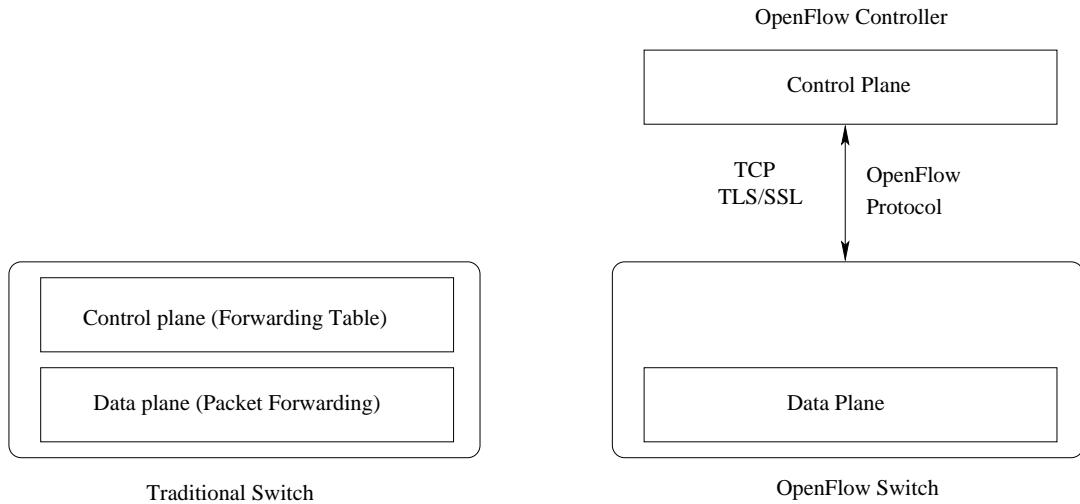 OpenFlow Controller
Control Plane
TCP
TLS/SSL
OpenFlow
Protocol
Control plane (Forwarding Table)
Data plane (Packet Forwarding)
Data Plane
Traditional Switch
OpenFlow Switch